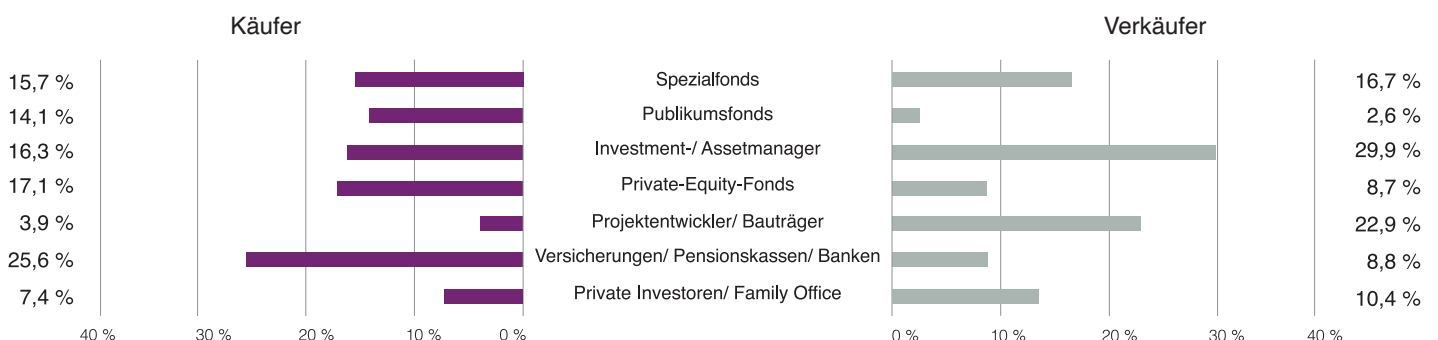 Käufer Verkäufer
15,7 % Spezialfonds 16,7 %
14,1 % Publikumsfonds 2,6 %
16,3 % Investment-/ Assetmanager 29,9 %
17,1 % Private-Equity-Fonds 8,7 %
3,9 % Projektentwickler/ Bauträger 22,9 %
25,6 % Versicherungen/ Pensionskassen/ Banken 8,8 %
7,4 % Private Investoren/ Family Office 10,4 %
40 % 30 % 20 % 10 % 0 % 0 % 10 % 20 % 30 % 40 %